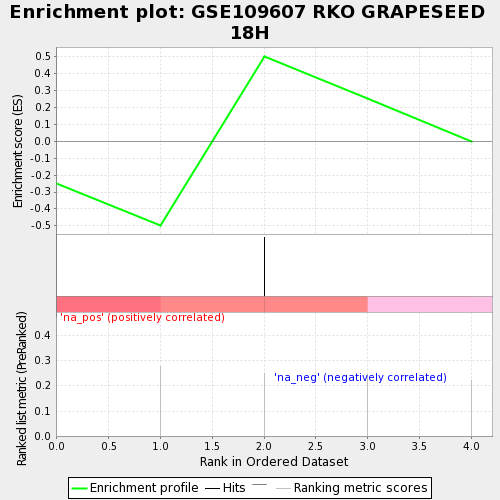 Enrichment plot: GSE109607 RKO GRAPESEED
18H
Enrichment score (ES)
0.5
0.4
0.3
0.2
0.1
0.0
-0.1
-0.2
-0.3
-0.4
-0.5
'na_pos' (positively correlated)
Ranked list metric (PreRanked)
0.4
0.3
0.2
0.1
0.0
'na_neg' (negatively correlated)
0.0 0.5 1.0 1.5 2.0 2.5 3.0 3.5 4.0
Rank in Ordered Dataset
Enrichment profile Hits Ranking metric scores